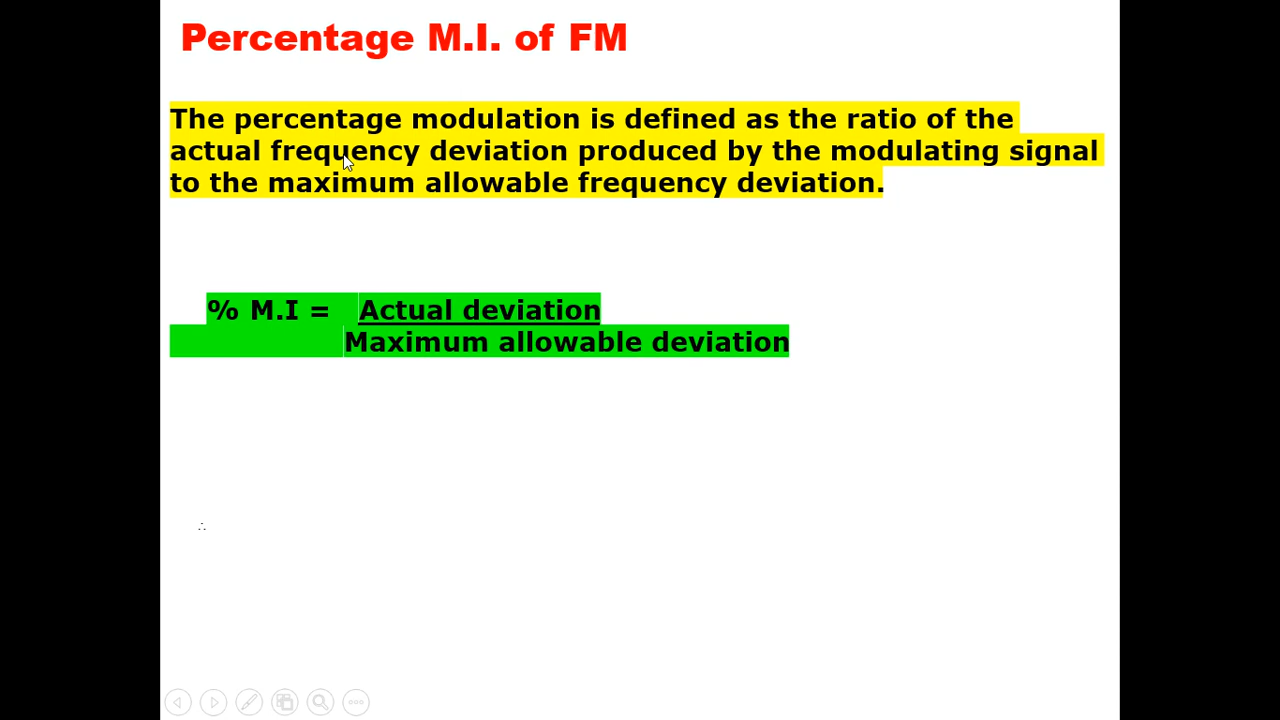 Percentage M.I. of FM
The percentage modulation is defined as the ratio of the
actual frequency deviation produced by the modulating signal
to the maximum allowable frequency deviation.
% M.I = Actual deviation
Maximum allowable deviation
∴